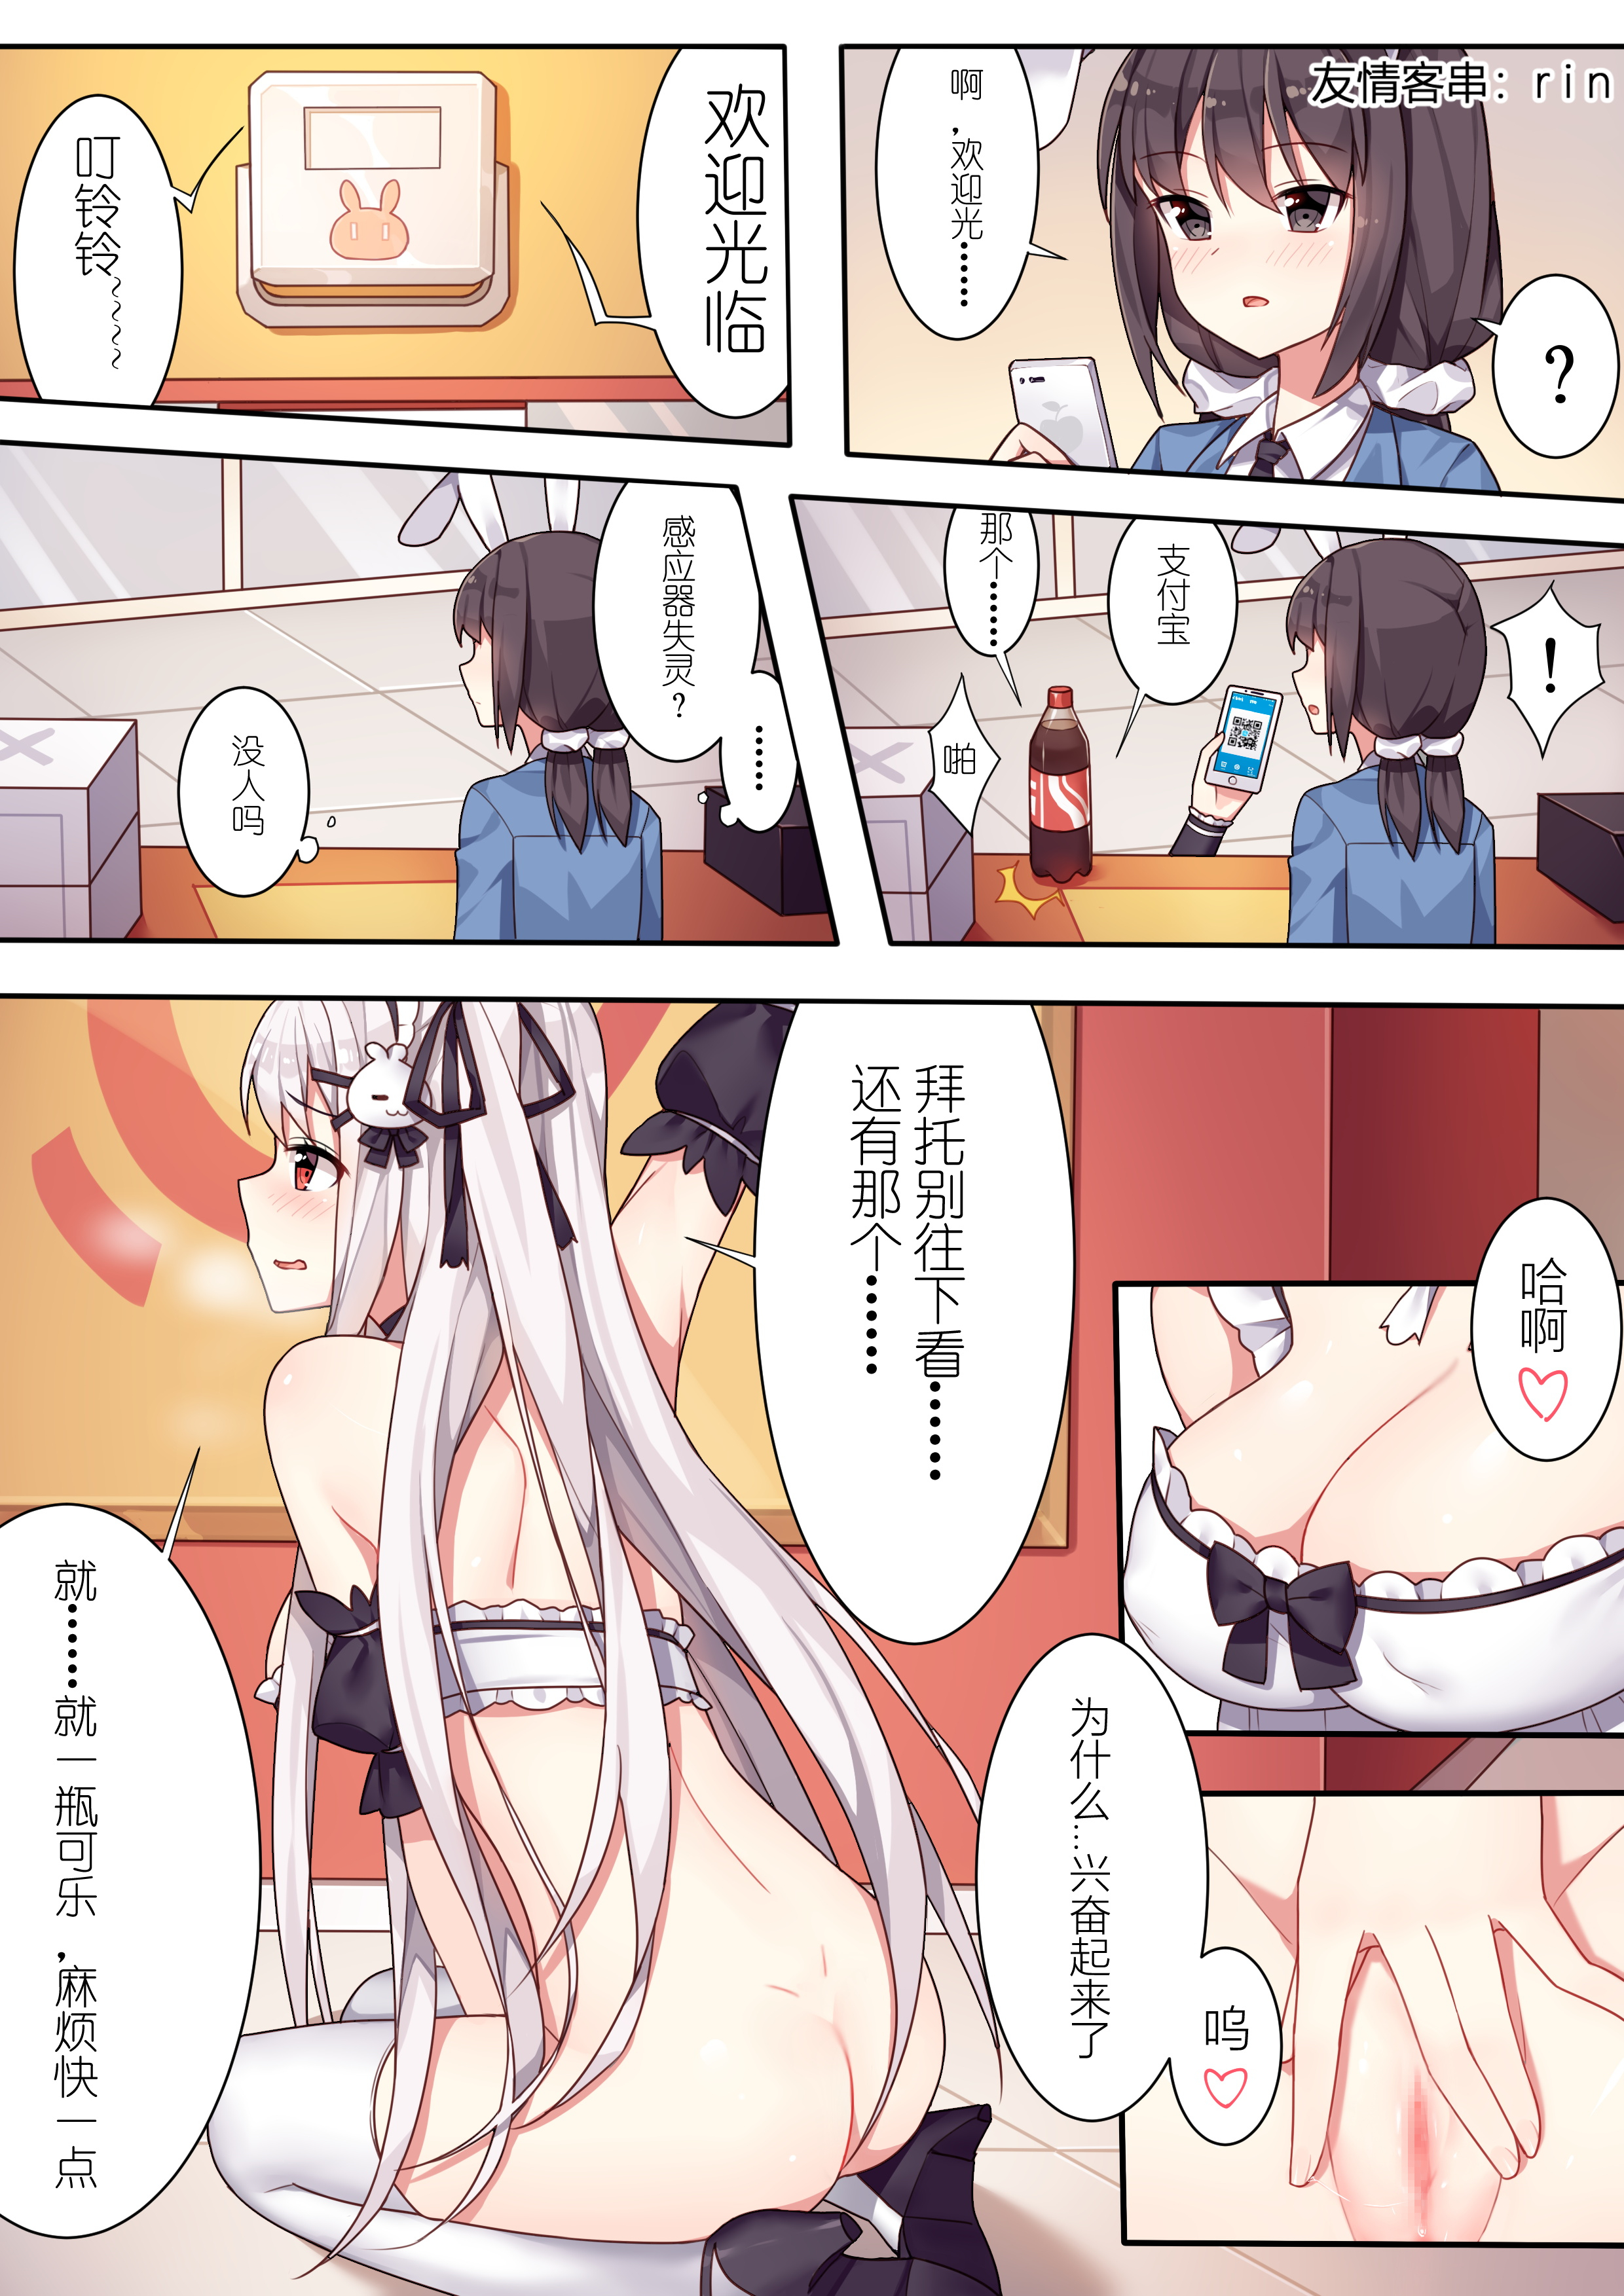 叮铃铃~~~~
欢迎光临
友情客串：rin
啊,欢迎光……
？
没人吗
感应器失灵？
……
那个……
啪
支付宝
！
拜托别往下看……
还有那个……
就……就一瓶可乐,麻烦快一点
哈啊♡
为什么…兴奋起来了
呜♡